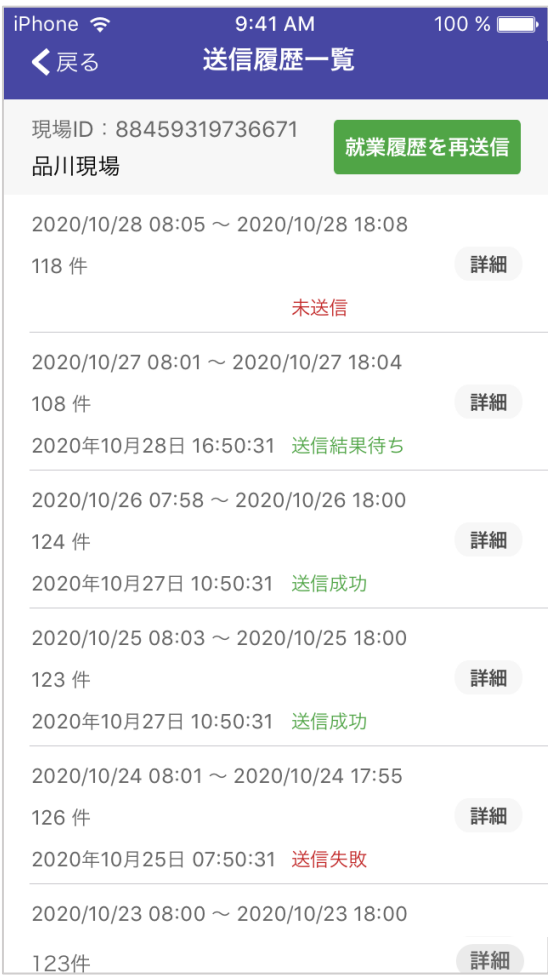 iPhone 9:41 AM 100 %
戻る 送信履歴一覧
現場ID：88459319736671
品川現場
就業履歴を再送信
2020/10/28 08:05 ～ 2020/10/28 18:08
118 件 詳細
未送信
2020/10/27 08:01 ～ 2020/10/27 18:04
108 件 詳細
2020年10月28日 16:50:31 送信結果待ち
2020/10/26 07:58 ～ 2020/10/26 18:00
124 件 詳細
2020年10月27日 10:50:31 送信成功
2020/10/25 08:03 ～ 2020/10/25 18:00
123 件 詳細
2020年10月27日 10:50:31 送信成功
2020/10/24 08:01 ～ 2020/10/24 17:55
126 件 詳細
2020年10月25日 07:50:31 送信失敗
2020/10/23 08:00 ～ 2020/10/23 18:00
123件 詳細